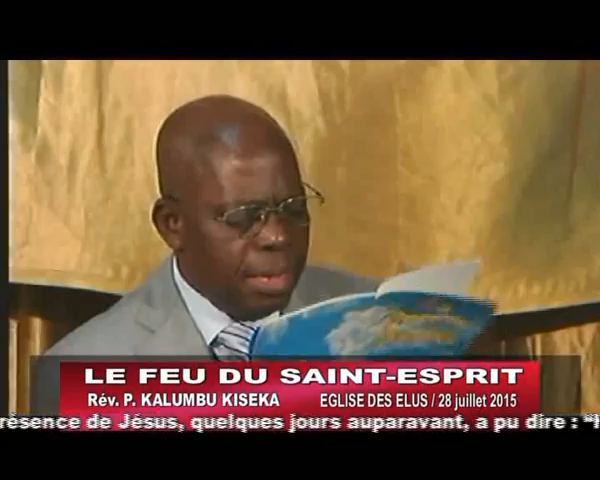 LE FEU DU SAINT-ESPRIT
Rév. P. KALUMBU KISEKA EGLISE DES ELUS / 28 juillet 2015
résence de Jésus, quelques jours auparavant, a pu dire : "